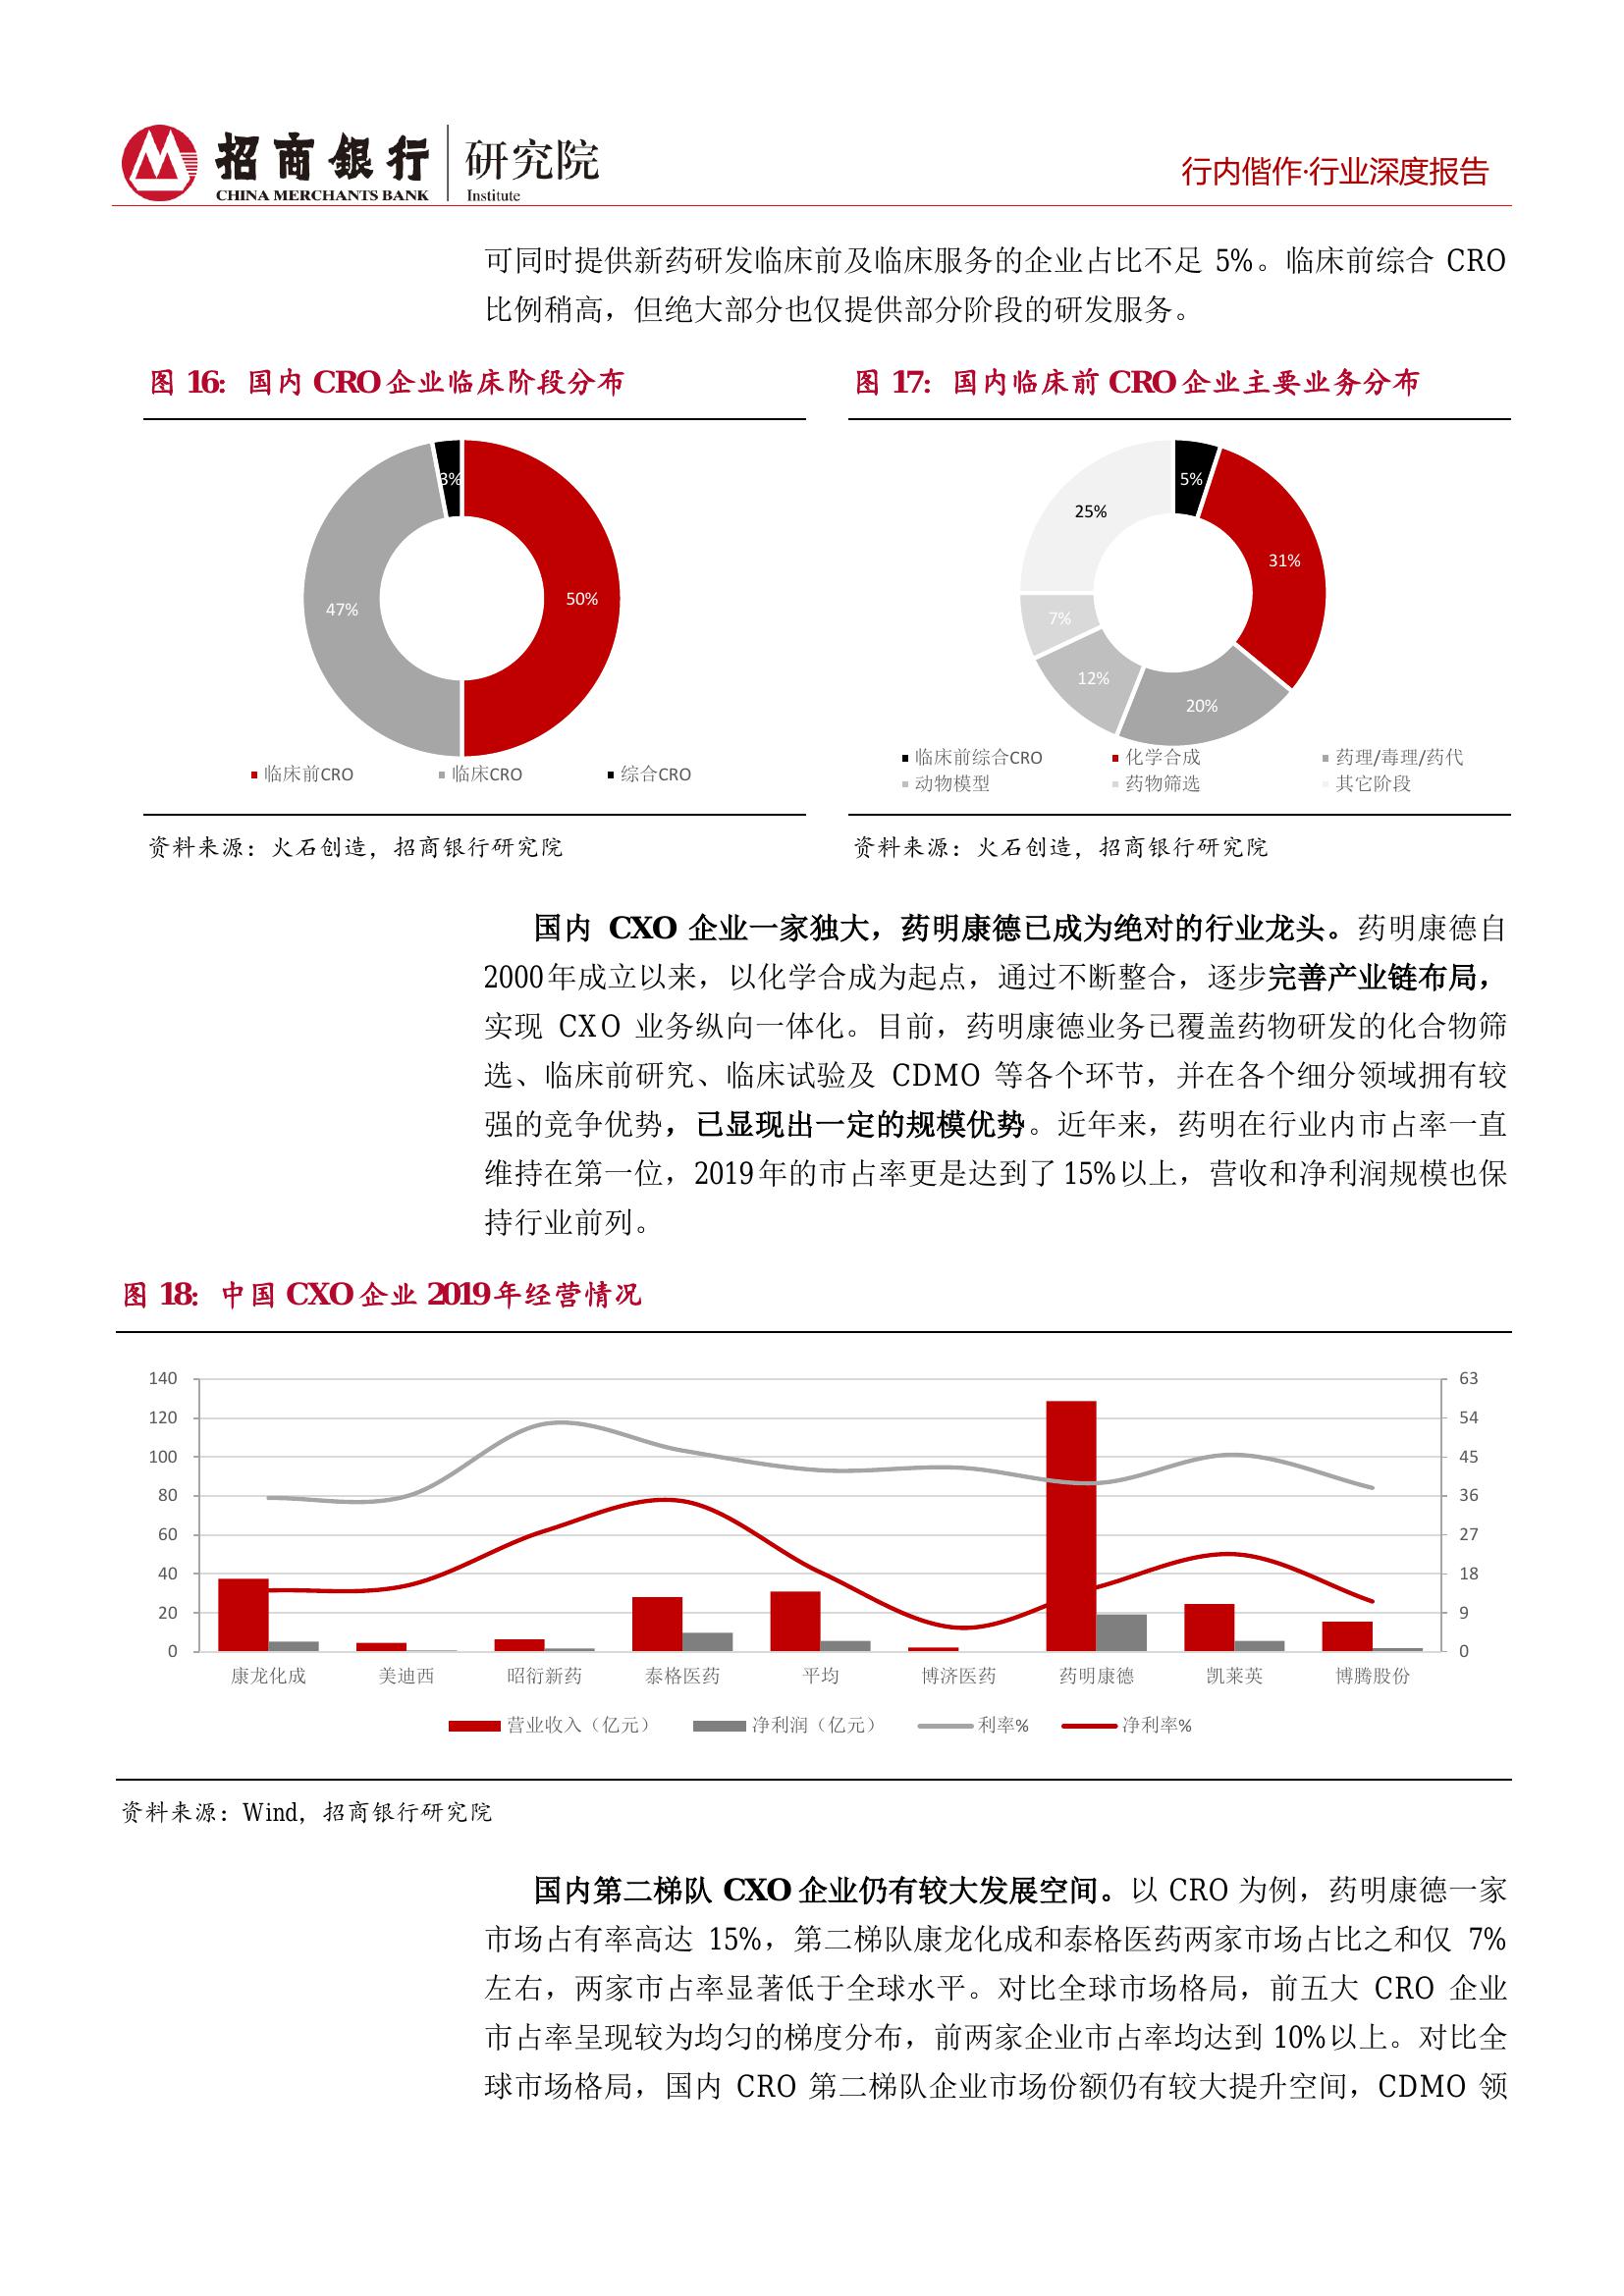 招商银行 研究院
CHINA MERCHANTS BANK Institute
行内偕作·行业深度报告
可同时提供新药研发临床前及临床服务的企业占比不足 5%。临床前综合 CRO
比例稍高，但绝大部分也仅提供部分阶段的研发服务。
图 16：国内 CRO 企业临床阶段分布
3%
47%
50%
临床前CRO 临床CRO 综合CRO
资料来源：火石创造，招商银行研究院
图 17：国内临床前 CRO 企业主要业务分布
5%
25%
31%
7%
12%
20%
临床前综合CRO 化学合成 药理/毒理/药代
动物模型 药物筛选 其它阶段
资料来源：火石创造，招商银行研究院
国内 CXO 企业一家独大，药明康德已成为绝对的行业龙头。药明康德自
2000年成立以来，以化学合成为起点，通过不断整合，逐步完善产业链布局，
实现 CXO 业务纵向一体化。目前，药明康德业务已覆盖药物研发的化合物筛
选、临床前研究、临床试验及 CDMO 等各个环节，并在各个细分领域拥有较
强的竞争优势，已显现出一定的规模优势。近年来，药明在行业内市占率一直
维持在第一位，2019年的市占率更是达到了15%以上，营收和净利润规模也保
持行业前列。
图 18：中国 CXO 企业 2019年经营情况
140 63
120 54
100 45
80 36
60 27
40 18
20 9
0 0
康龙化成 美迪西 昭衍新药 泰格医药 平均 博济医药 药明康德 凯莱英 博腾股份
营业收入（亿元） 净利润（亿元） 利率% 净利率%
资料来源：Wind，招商银行研究院
国内第二梯队 CXO 企业仍有较大发展空间。以 CRO 为例，药明康德一家
市场占有率高达 15%，第二梯队康龙化成和泰格医药两家市场占比之和仅 7%
左右，两家市占率显著低于全球水平。对比全球市场格局，前五大 CRO 企业
市占率呈现较为均匀的梯度分布，前两家企业市占率均达到 10%以上。对比全
球市场格局，国内 CRO 第二梯队企业市场份额仍有较大提升空间，CDMO 领